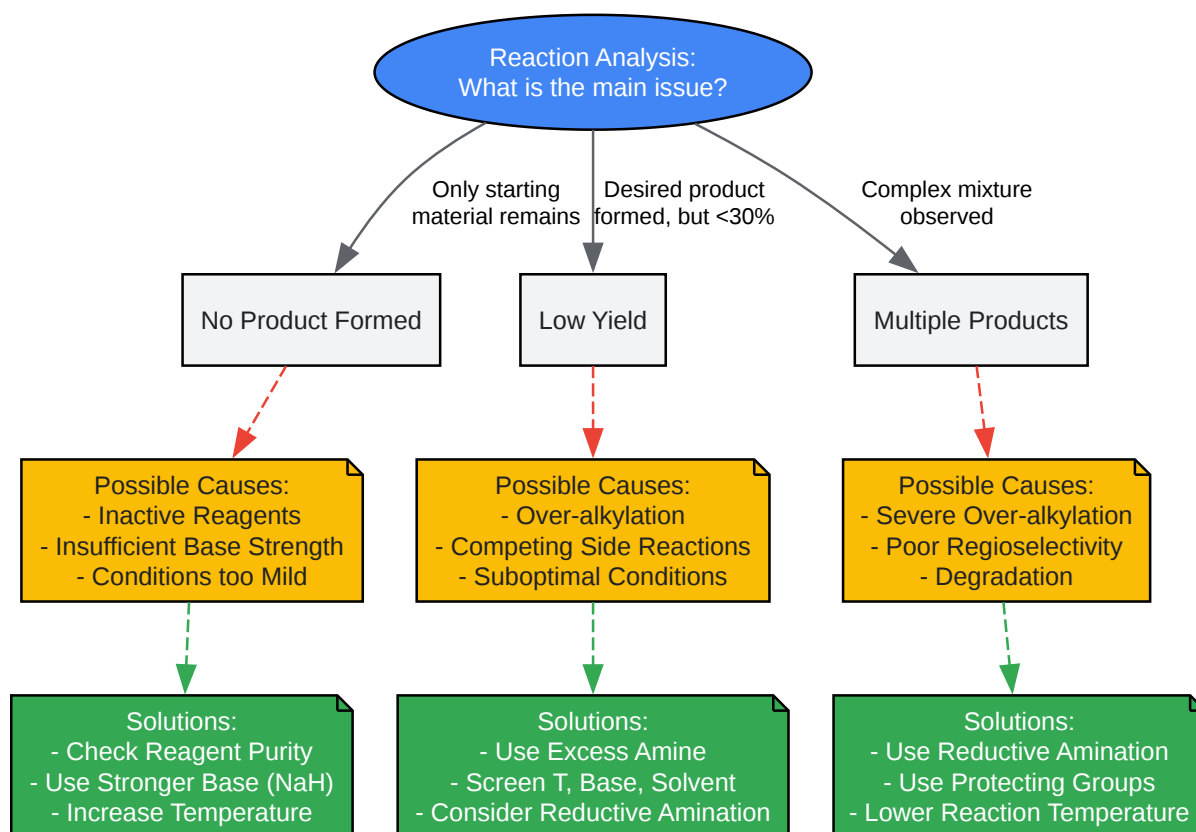 Reaction Analysis:
What is the main issue?
Only starting
material remains
Desired product
formed, but <30%
Complex mixture
observed
No Product Formed
Low Yield
Multiple Products
Possible Causes:
- Inactive Reagents
- Insufficient Base Strength
- Conditions too Mild
Possible Causes:
- Over-alkylation
- Competing Side Reactions
- Suboptimal Conditions
Possible Causes:
- Severe Over-alkylation
- Poor Regioselectivity
- Degradation
Solutions:
- Check Reagent Purity
- Use Stronger Base (NaH)
- Increase Temperature
Solutions:
- Use Excess Amine
- Screen T, Base, Solvent
- Consider Reductive Amination
Solutions:
- Use Reductive Amination
- Use Protecting Groups
- Lower Reaction Temperature